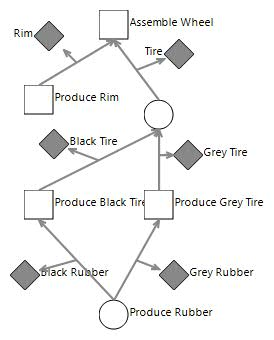 Assemble Wheel
Rim
Tire
Produce Rim
Black Tire
Grey Tire
Produce Black Tire
Produce Grey Tire
Black Rubber
Grey Rubber
Produce Rubber